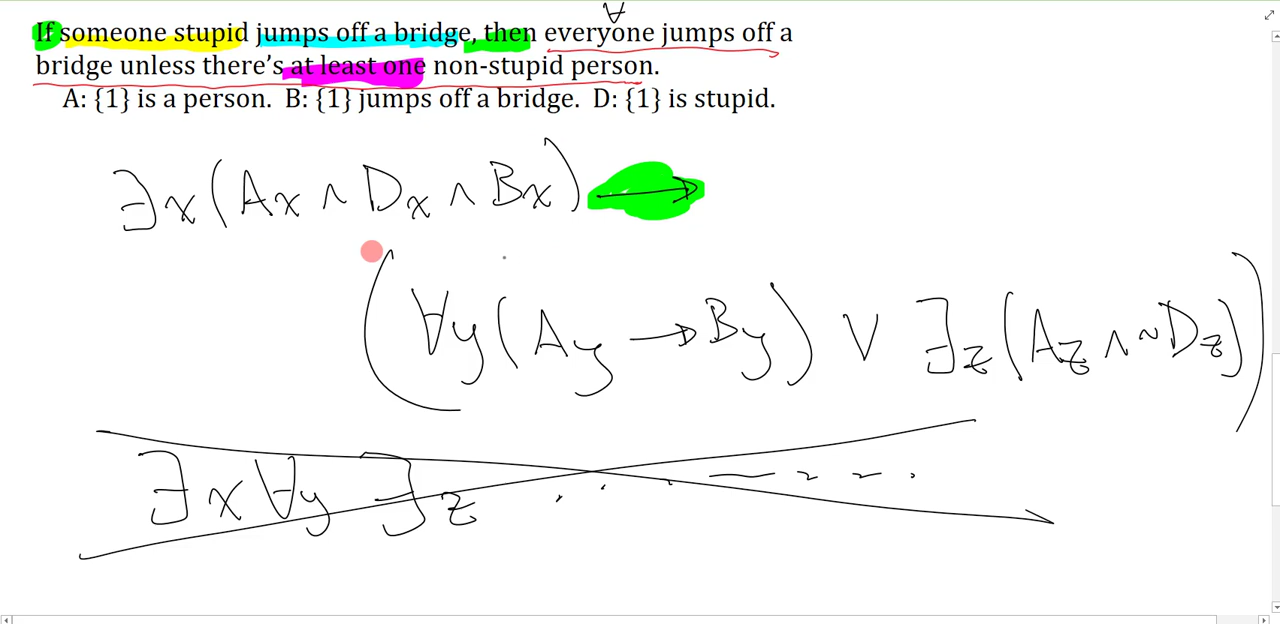 ∀
If someone stupid jumps off a bridge, then everyone jumps off a
bridge unless there's at least one non-stupid person.
A: {1} is a person. B: {1} jumps off a bridge. D: {1} is stupid.
∃x(Ax ∧ Dx ∧ Bx) →
(∀y(Ay → By) ∨ ∃z(Az ∧ ~Dz))
∃x∀y∃z